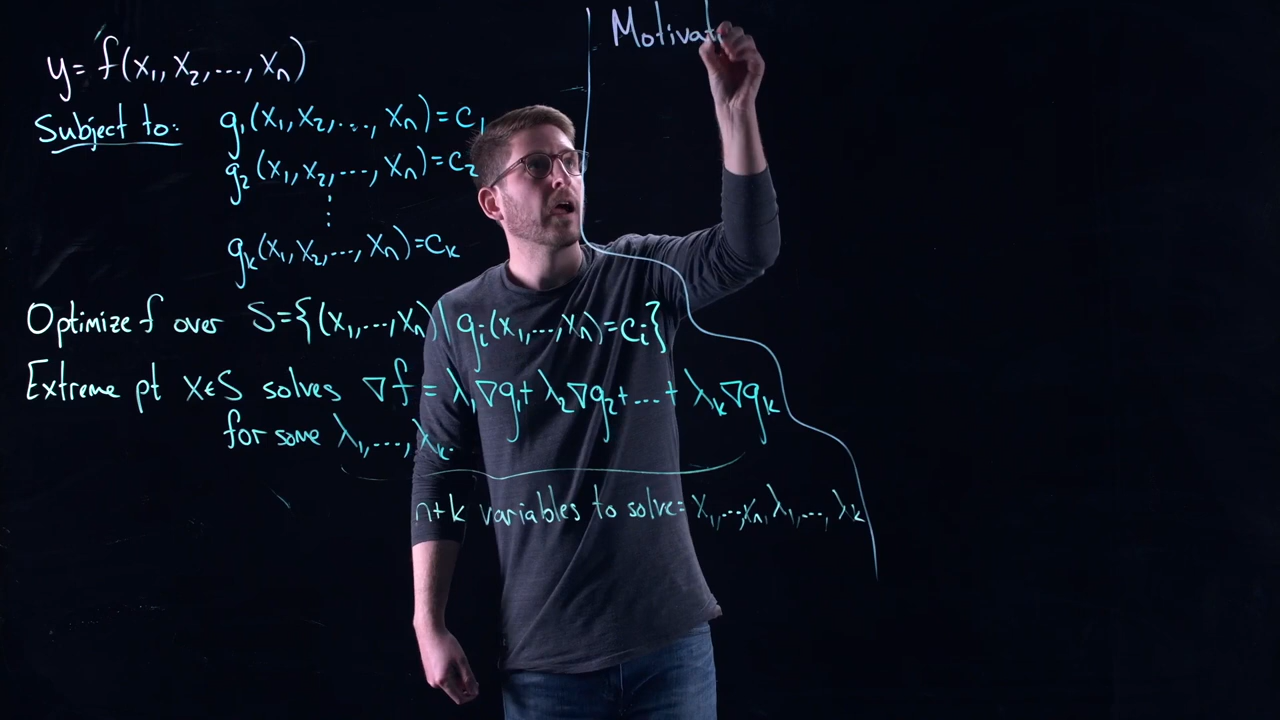 y=f(x₁,x₂,...,xₙ)
Subject to: g₁(x₁,x₂,...,xₙ)=c₁
g₂(x₁,x₂,...,xₙ)=c₂
⋮
gₖ(x₁,x₂,...,xₙ)=cₖ
Optimize f over S={(x₁,...,xₙ)|gᵢ(x₁,...,xₙ)=cᵢ}
Extreme pt x∈S solves ∇f=λ₁∇g₁+λ₂∇g₂+...+λₖ∇gₖ
for some λ₁,...,λₖ.
n+k variables to solve: x₁,...,xₙ,λ₁,...,λₖ
Motivat